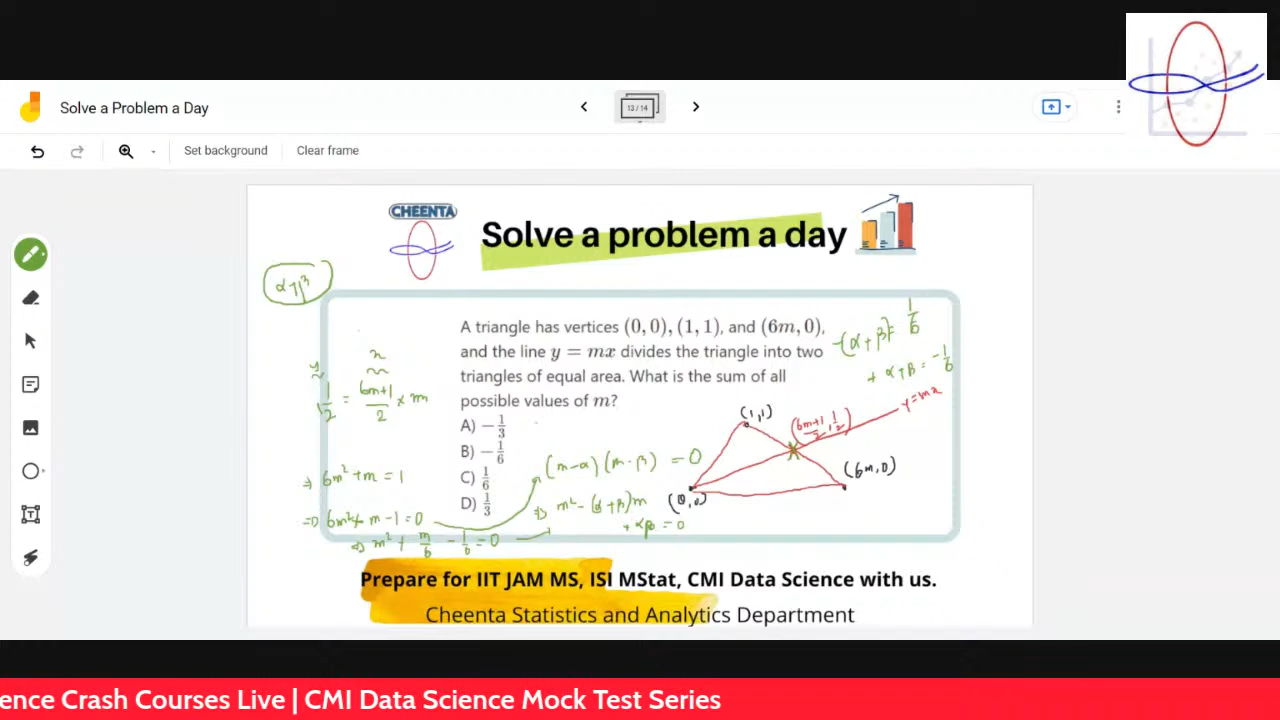 Solve a Problem a Day
13 / 14
Set background
Clear frame
CHEENTA
Solve a problem a day
α+β
A triangle has vertices (0, 0), (1, 1), and (6m, 0),
and the line y = mx divides the triangle into two
triangles of equal area. What is the sum of all
possible values of m?
A) −1/3
B) −1/6
C) 1/6
D) 1/3
y
x
1/2 = (6m+1)/2 × m
⇒ 6m² + m = 1
⇒ 6m² + m − 1 = 0
⇒ m² + m/6 − 1/6 = 0
(m−α)(m−β) = 0
⇒ m² − (α+β)m
+ αβ = 0
−(α+β) = 1/6
α+β = −1/6
y=mx
(1,1)
((6m+1)/2, 1/2)
(6m,0)
(0,0)
Prepare for IIT JAM MS, ISI MStat, CMI Data Science with us.
Cheenta Statistics and Analytics Department
ence Crash Courses Live | CMI Data Science Mock Test Series